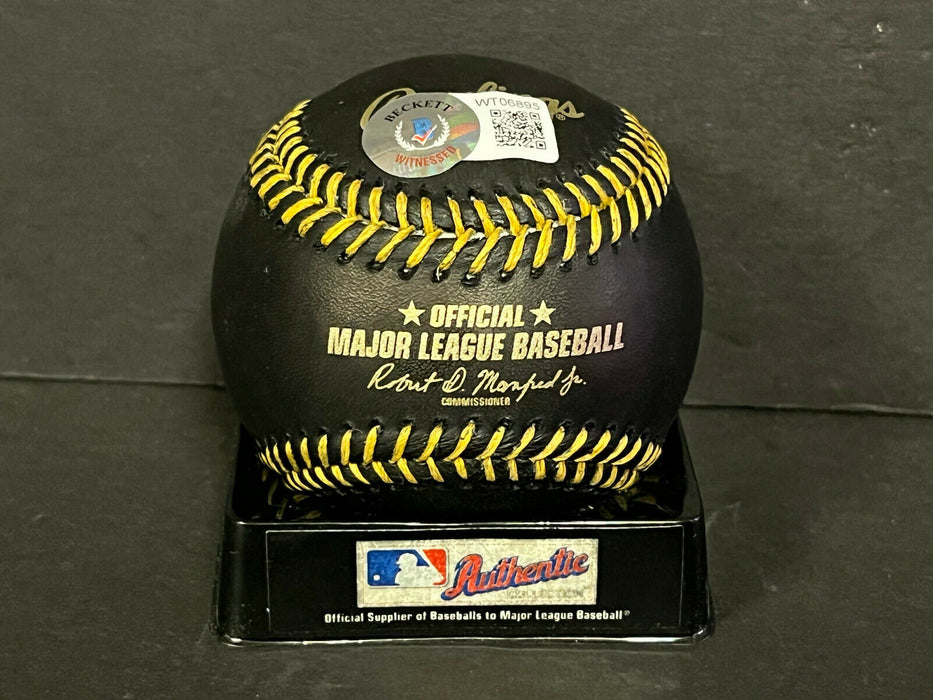 Rawlings®
BECKETT
B
WITNESSED
WT06895
OFFICIAL
MAJOR LEAGUE BASEBALL
Robert D. Manfred Jr.
COMMISSIONER
Authentic
COLLECTION
Official Supplier of Baseballs to Major League Baseball®